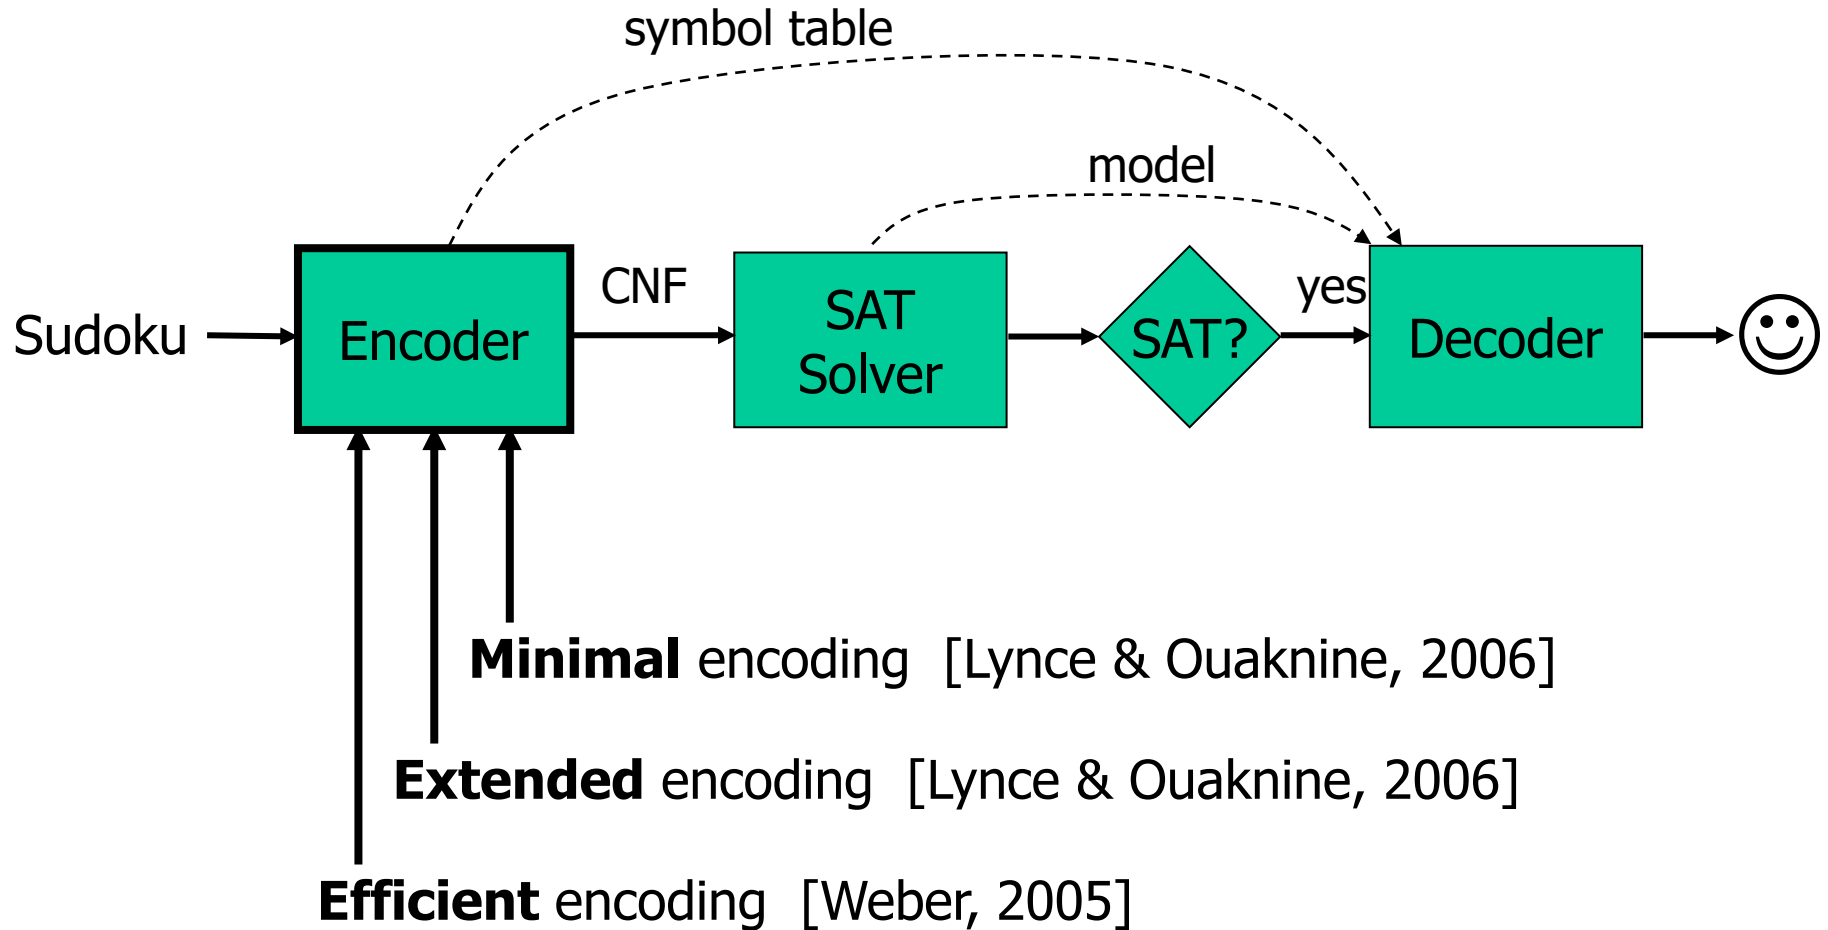 symbol table
model
Sudoku
Encoder
CNF
SAT
Solver
SAT?
yes
Decoder
Minimal encoding [Lynce & Ouaknine, 2006]
Extended encoding [Lynce & Ouaknine, 2006]
Efficient encoding [Weber, 2005]